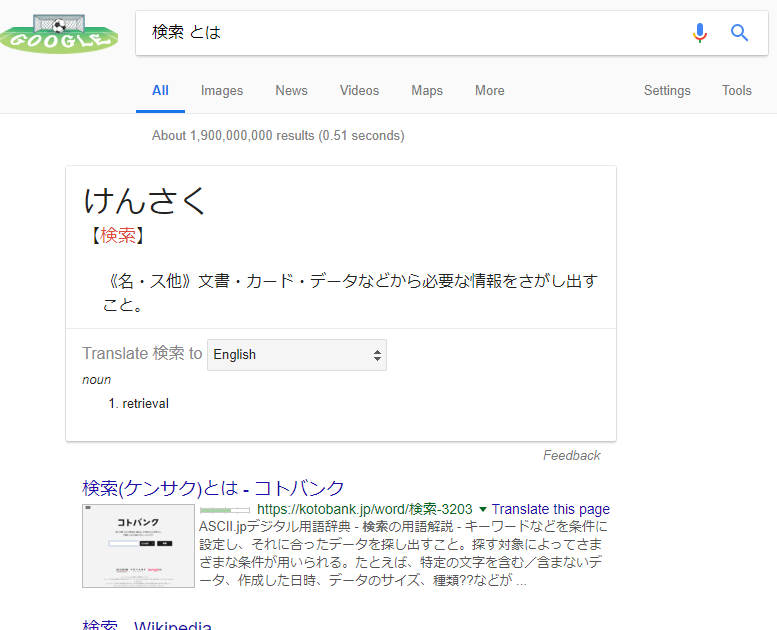 GOOGLE
検索 とは
All Images News Videos Maps More Settings Tools
About 1,900,000,000 results (0.51 seconds)
けんさく
【検索】
《名・ス他》文書・カード・データなどから必要な情報をさがし出す
こと。
Translate 検索 to English
noun
1. retrieval
Feedback
検索(ケンサク)とは - コトバンク
コトバンク
https://kotobank.jp/word/検索-3203 ▼ Translate this page
ASCII.jpデジタル用語辞典 - 検索の用語解説 - キーワードなどを条件に
設定し、それに合ったデータを探し出すこと。探す対象によってさま
ざまな条件が用いられる。たとえば、特定の文字を含む／含まないデ
ータ、作成した日時、データのサイズ、種類??などが ...
検索 - Wikipedia